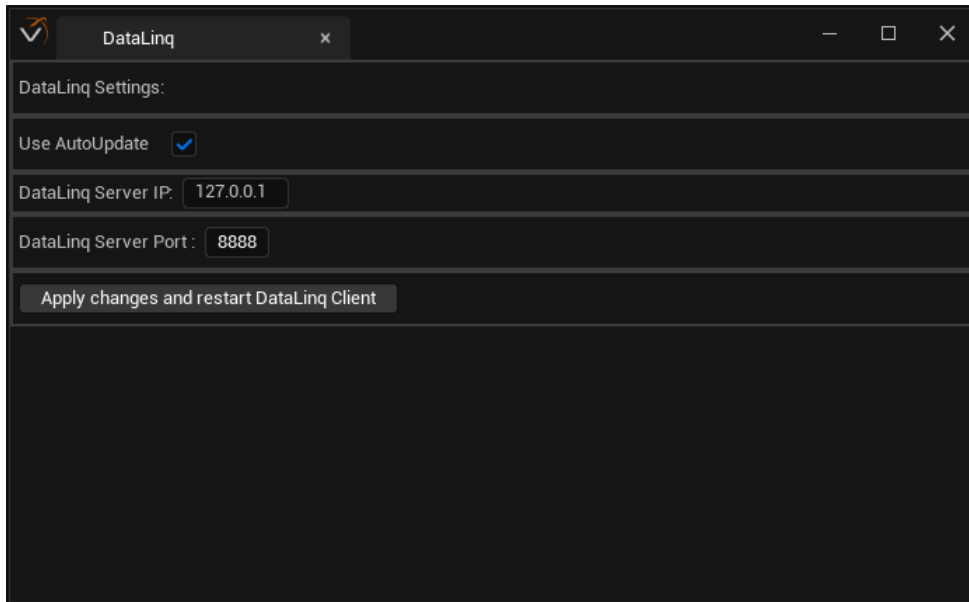 DataLinq
DataLinq Settings:
Use AutoUpdate
DataLinq Server IP: 127.0.0.1
DataLinq Server Port : 8888
Apply changes and restart DataLinq Client